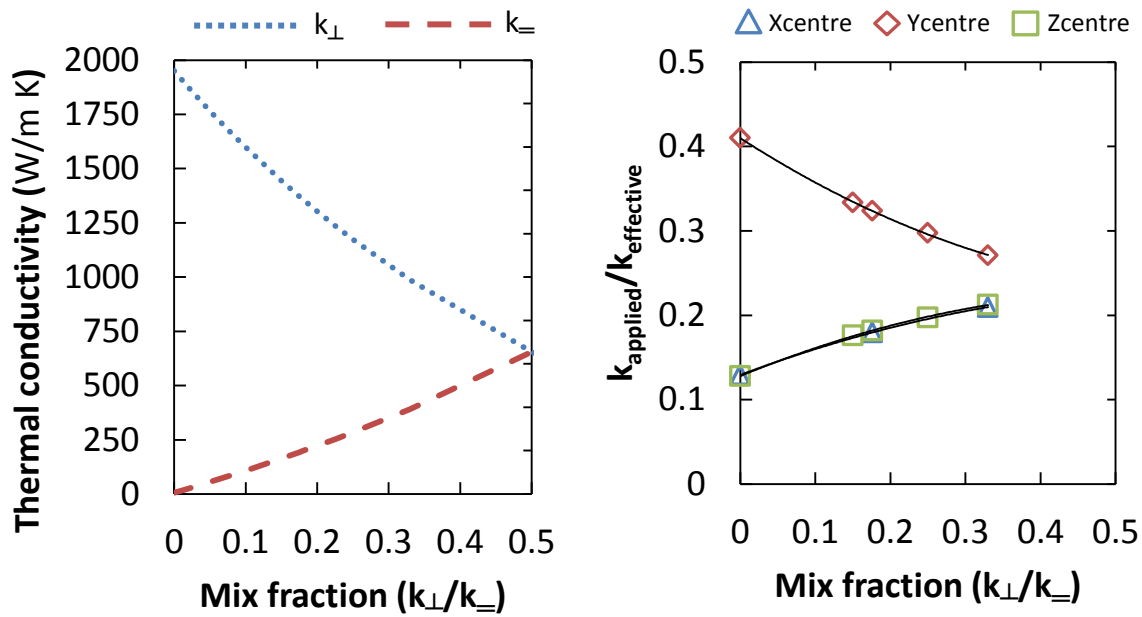 k⊥ k=
Thermal conductivity (W/m K)
2000
1750
1500
1250
1000
750
500
250
0
0 0.1 0.2 0.3 0.4 0.5
Mix fraction (k⊥/k=)
Xcentre Ycentre Zcentre
k_applied/k_effective
0.5
0.4
0.3
0.2
0.1
0
0 0.1 0.2 0.3 0.4 0.5
Mix fraction (k⊥/k=)